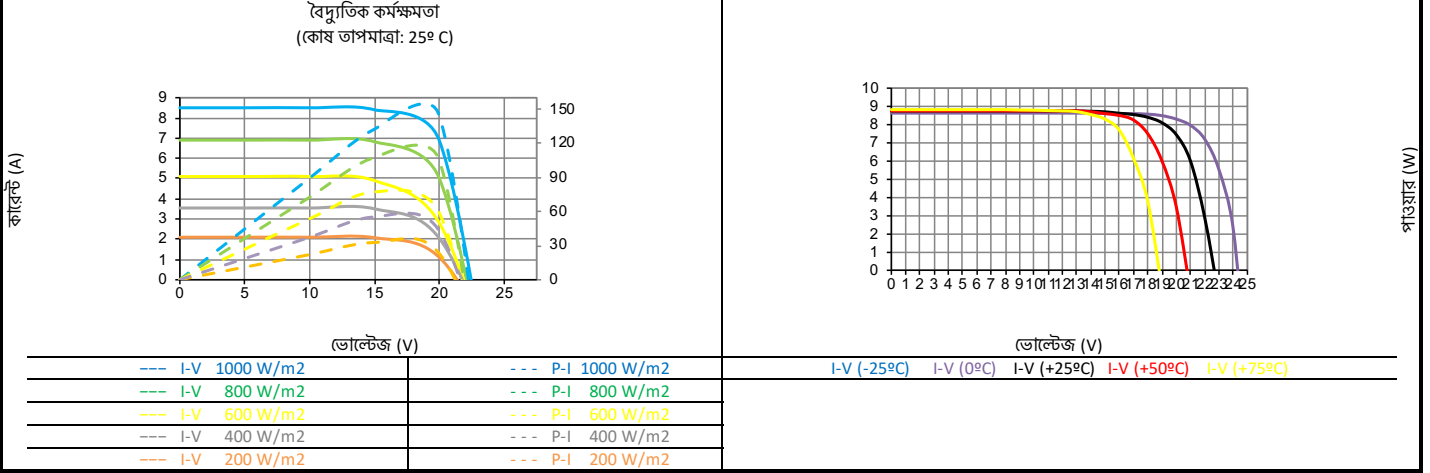 বৈদ্যুতিক কর্মক্ষমতা
(কোষ তাপমাত্রা: 25º C)
কারেন্ট (A)
9
8
7
6
5
4
3
2
1
0
150
120
90
60
30
0
0 5 10 15 20 25
ভোল্টেজ (V)
10
9
8
7
6
5
4
3
2
1
0
0 1 2 3 4 5 6 7 8 9 10 11 12 13 14 15 16 17 18 19 20 21 22 23 24 25
পাওয়ার (W)
ভোল্টেজ (V)
--- I-V 1000 W/m2 - - - P-I 1000 W/m2
--- I-V 800 W/m2 - - - P-I 800 W/m2
--- I-V 600 W/m2 - - - P-I 600 W/m2
--- I-V 400 W/m2 - - - P-I 400 W/m2
--- I-V 200 W/m2 - - - P-I 200 W/m2
I-V (-25ºC) I-V (0ºC) I-V (+25ºC) I-V (+50ºC) I-V (+75ºC)